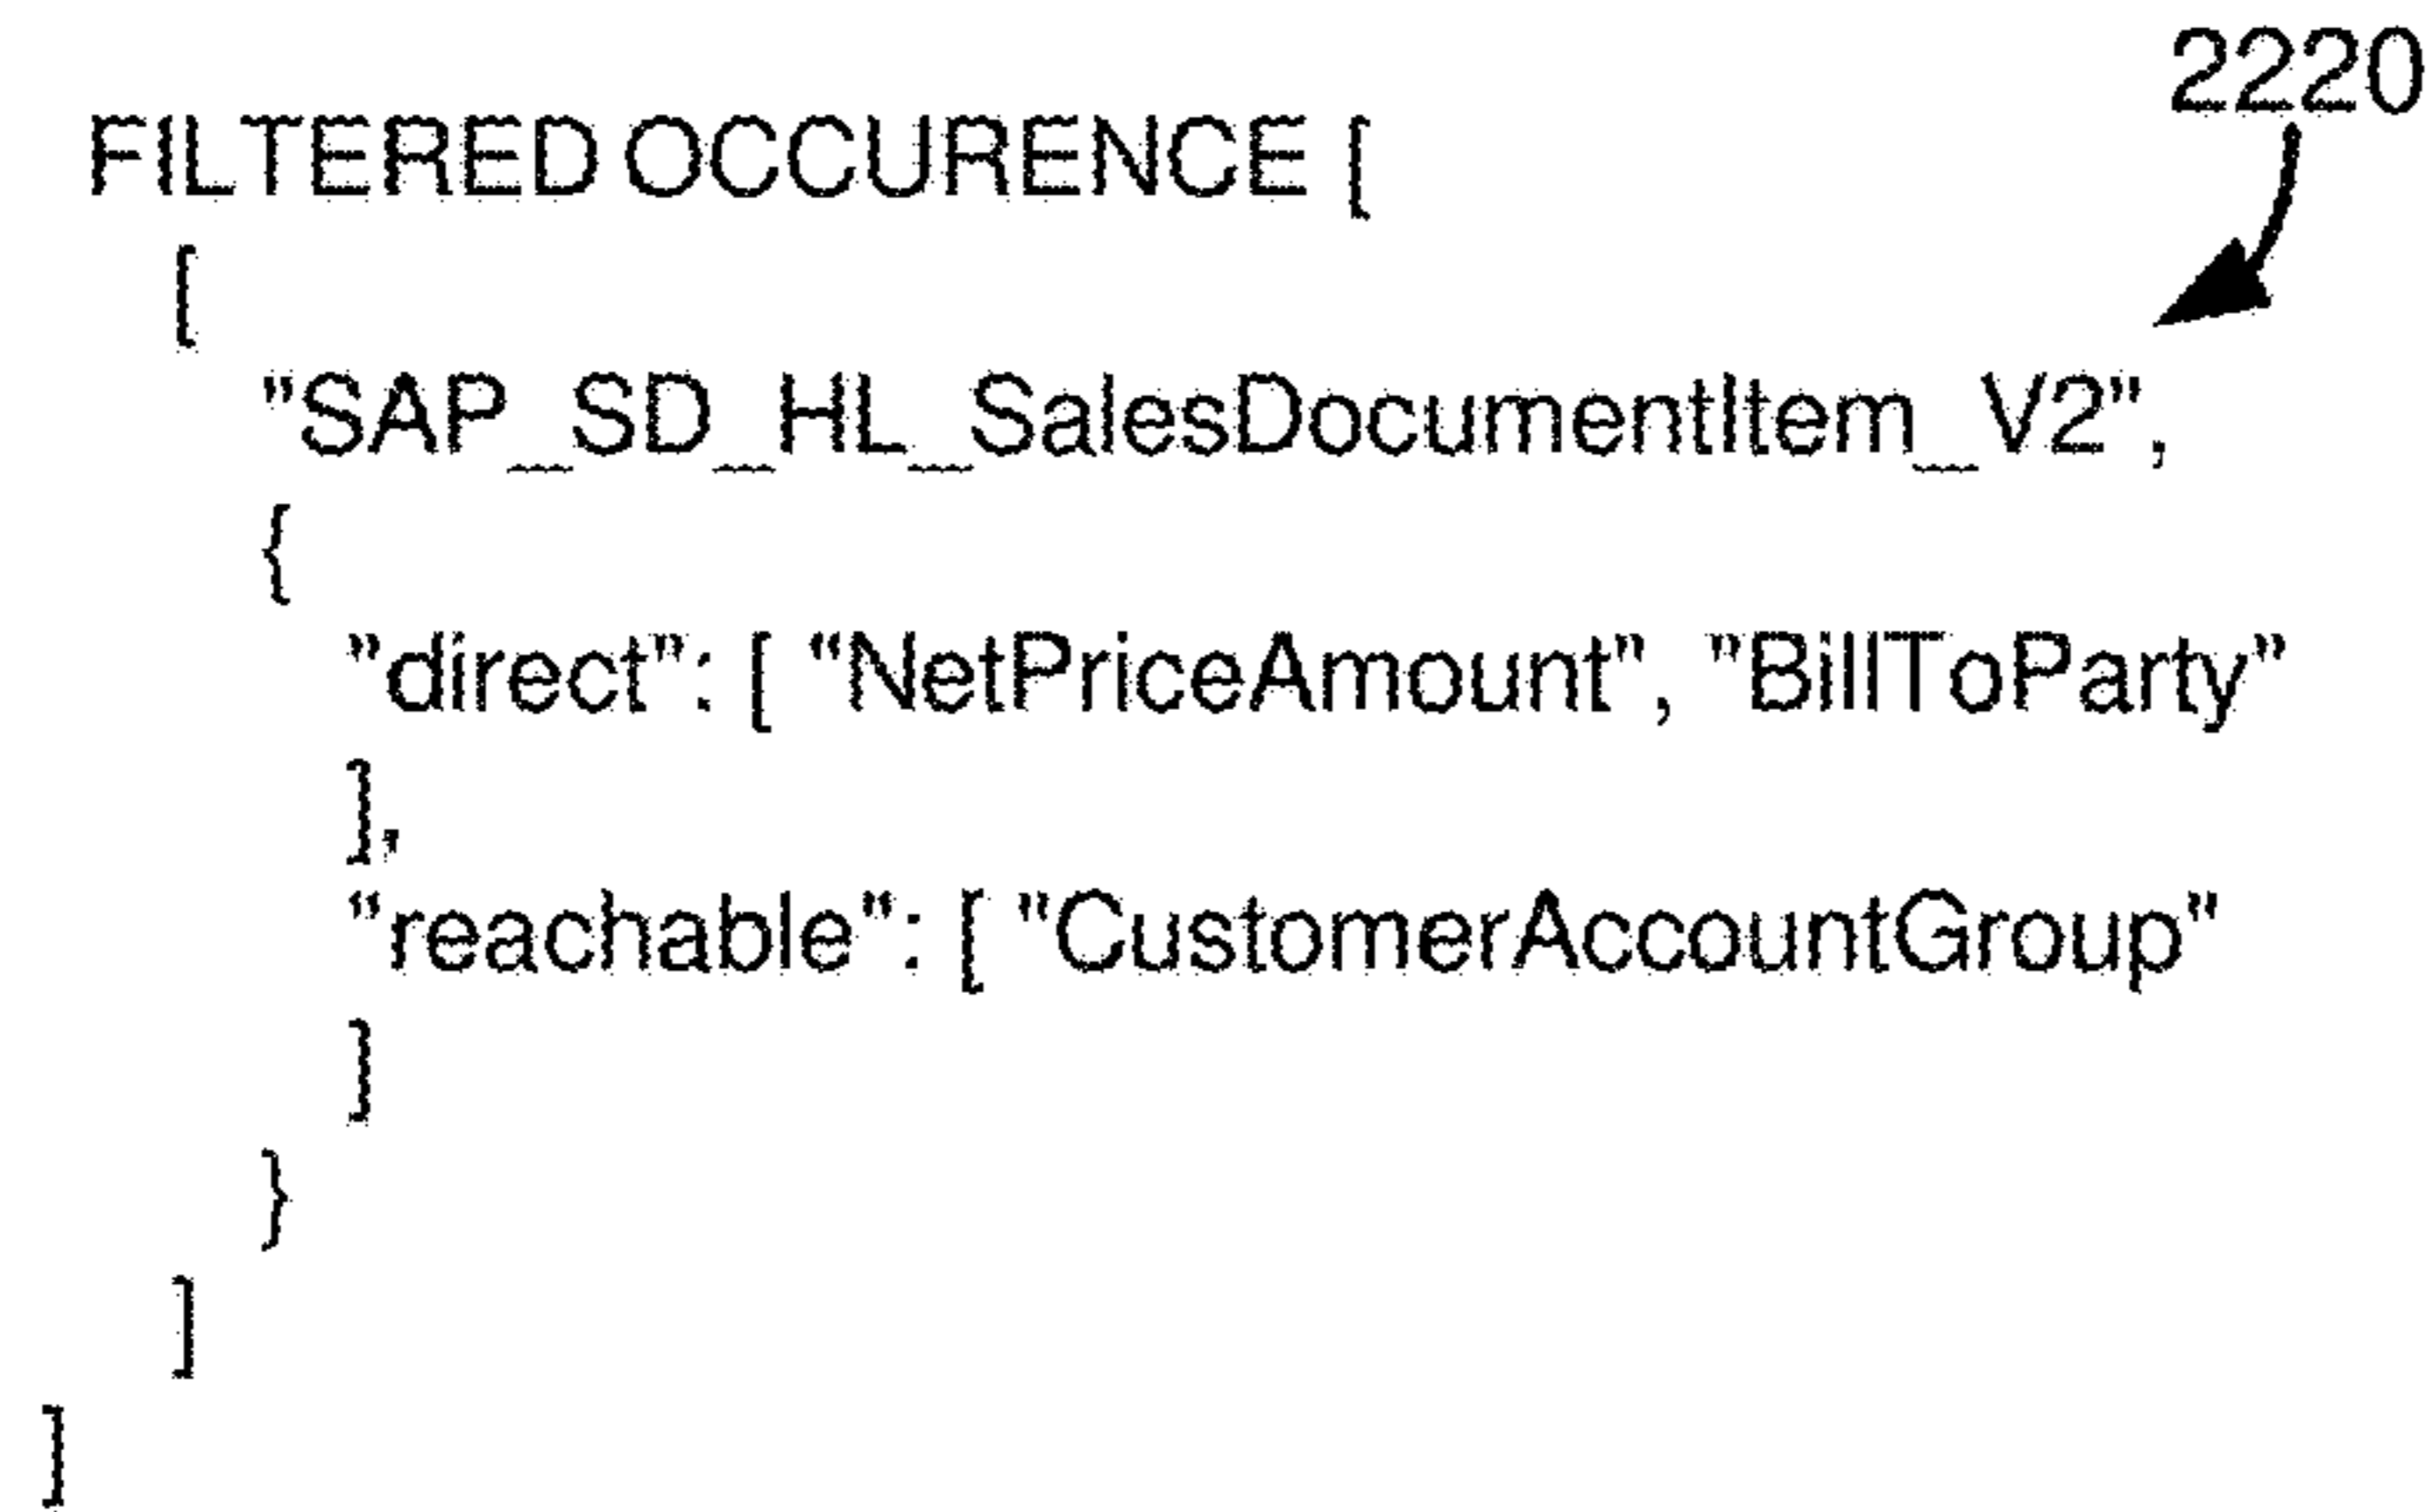 2220
FILTERED OCCURENCE [
[
"SAP_SD_HL_SalesDocumentItem_V2",
{
"direct": [ "NetPriceAmount", "BillToParty"
],
"reachable": [ "CustomerAccountGroup"
]
}
]
]